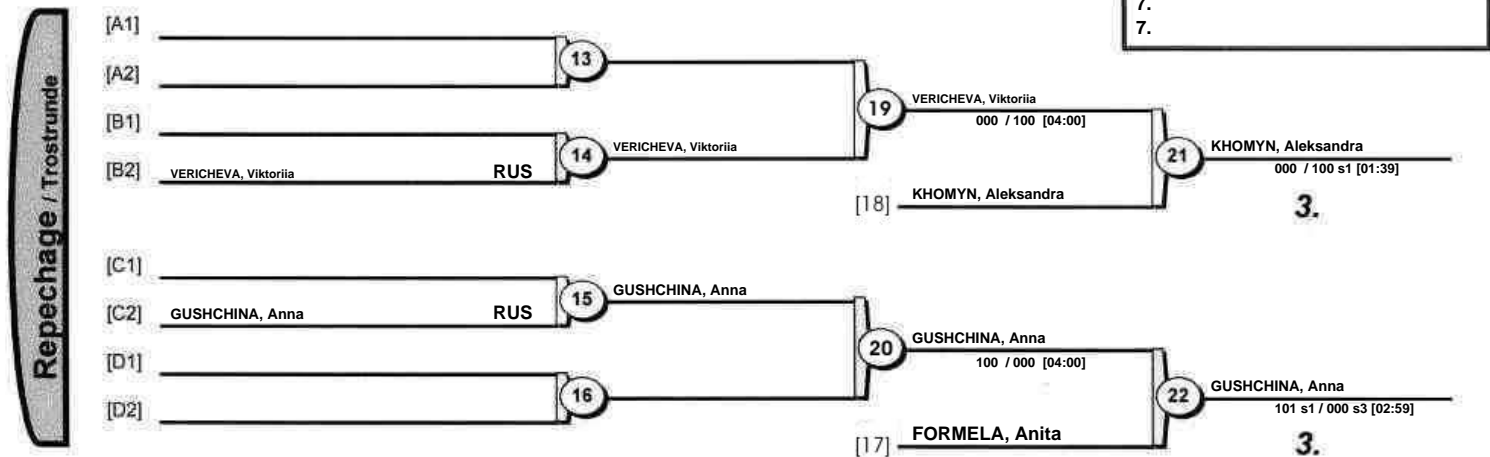 7.
7.
Repechage / Trostrunde
[A1]
13
[A2]
VERICHEVA, Viktoriia
19
000 / 100 [04:00]
[B1]
VERICHEVA, Viktoriia
14
KHOMYN, Aleksandra
21
000 / 100 s1 [01:39]
[B2] VERICHEVA, Viktoriia RUS
[18] KHOMYN, Aleksandra
3.
[C1]
GUSHCHINA, Anna
15
[C2] GUSHCHINA, Anna RUS
GUSHCHINA, Anna
20
100 / 000 [04:00]
[D1]
GUSHCHINA, Anna
16
22
101 s1 / 000 s3 [02:59]
[D2]
[17] FORMELA, Anita
3.